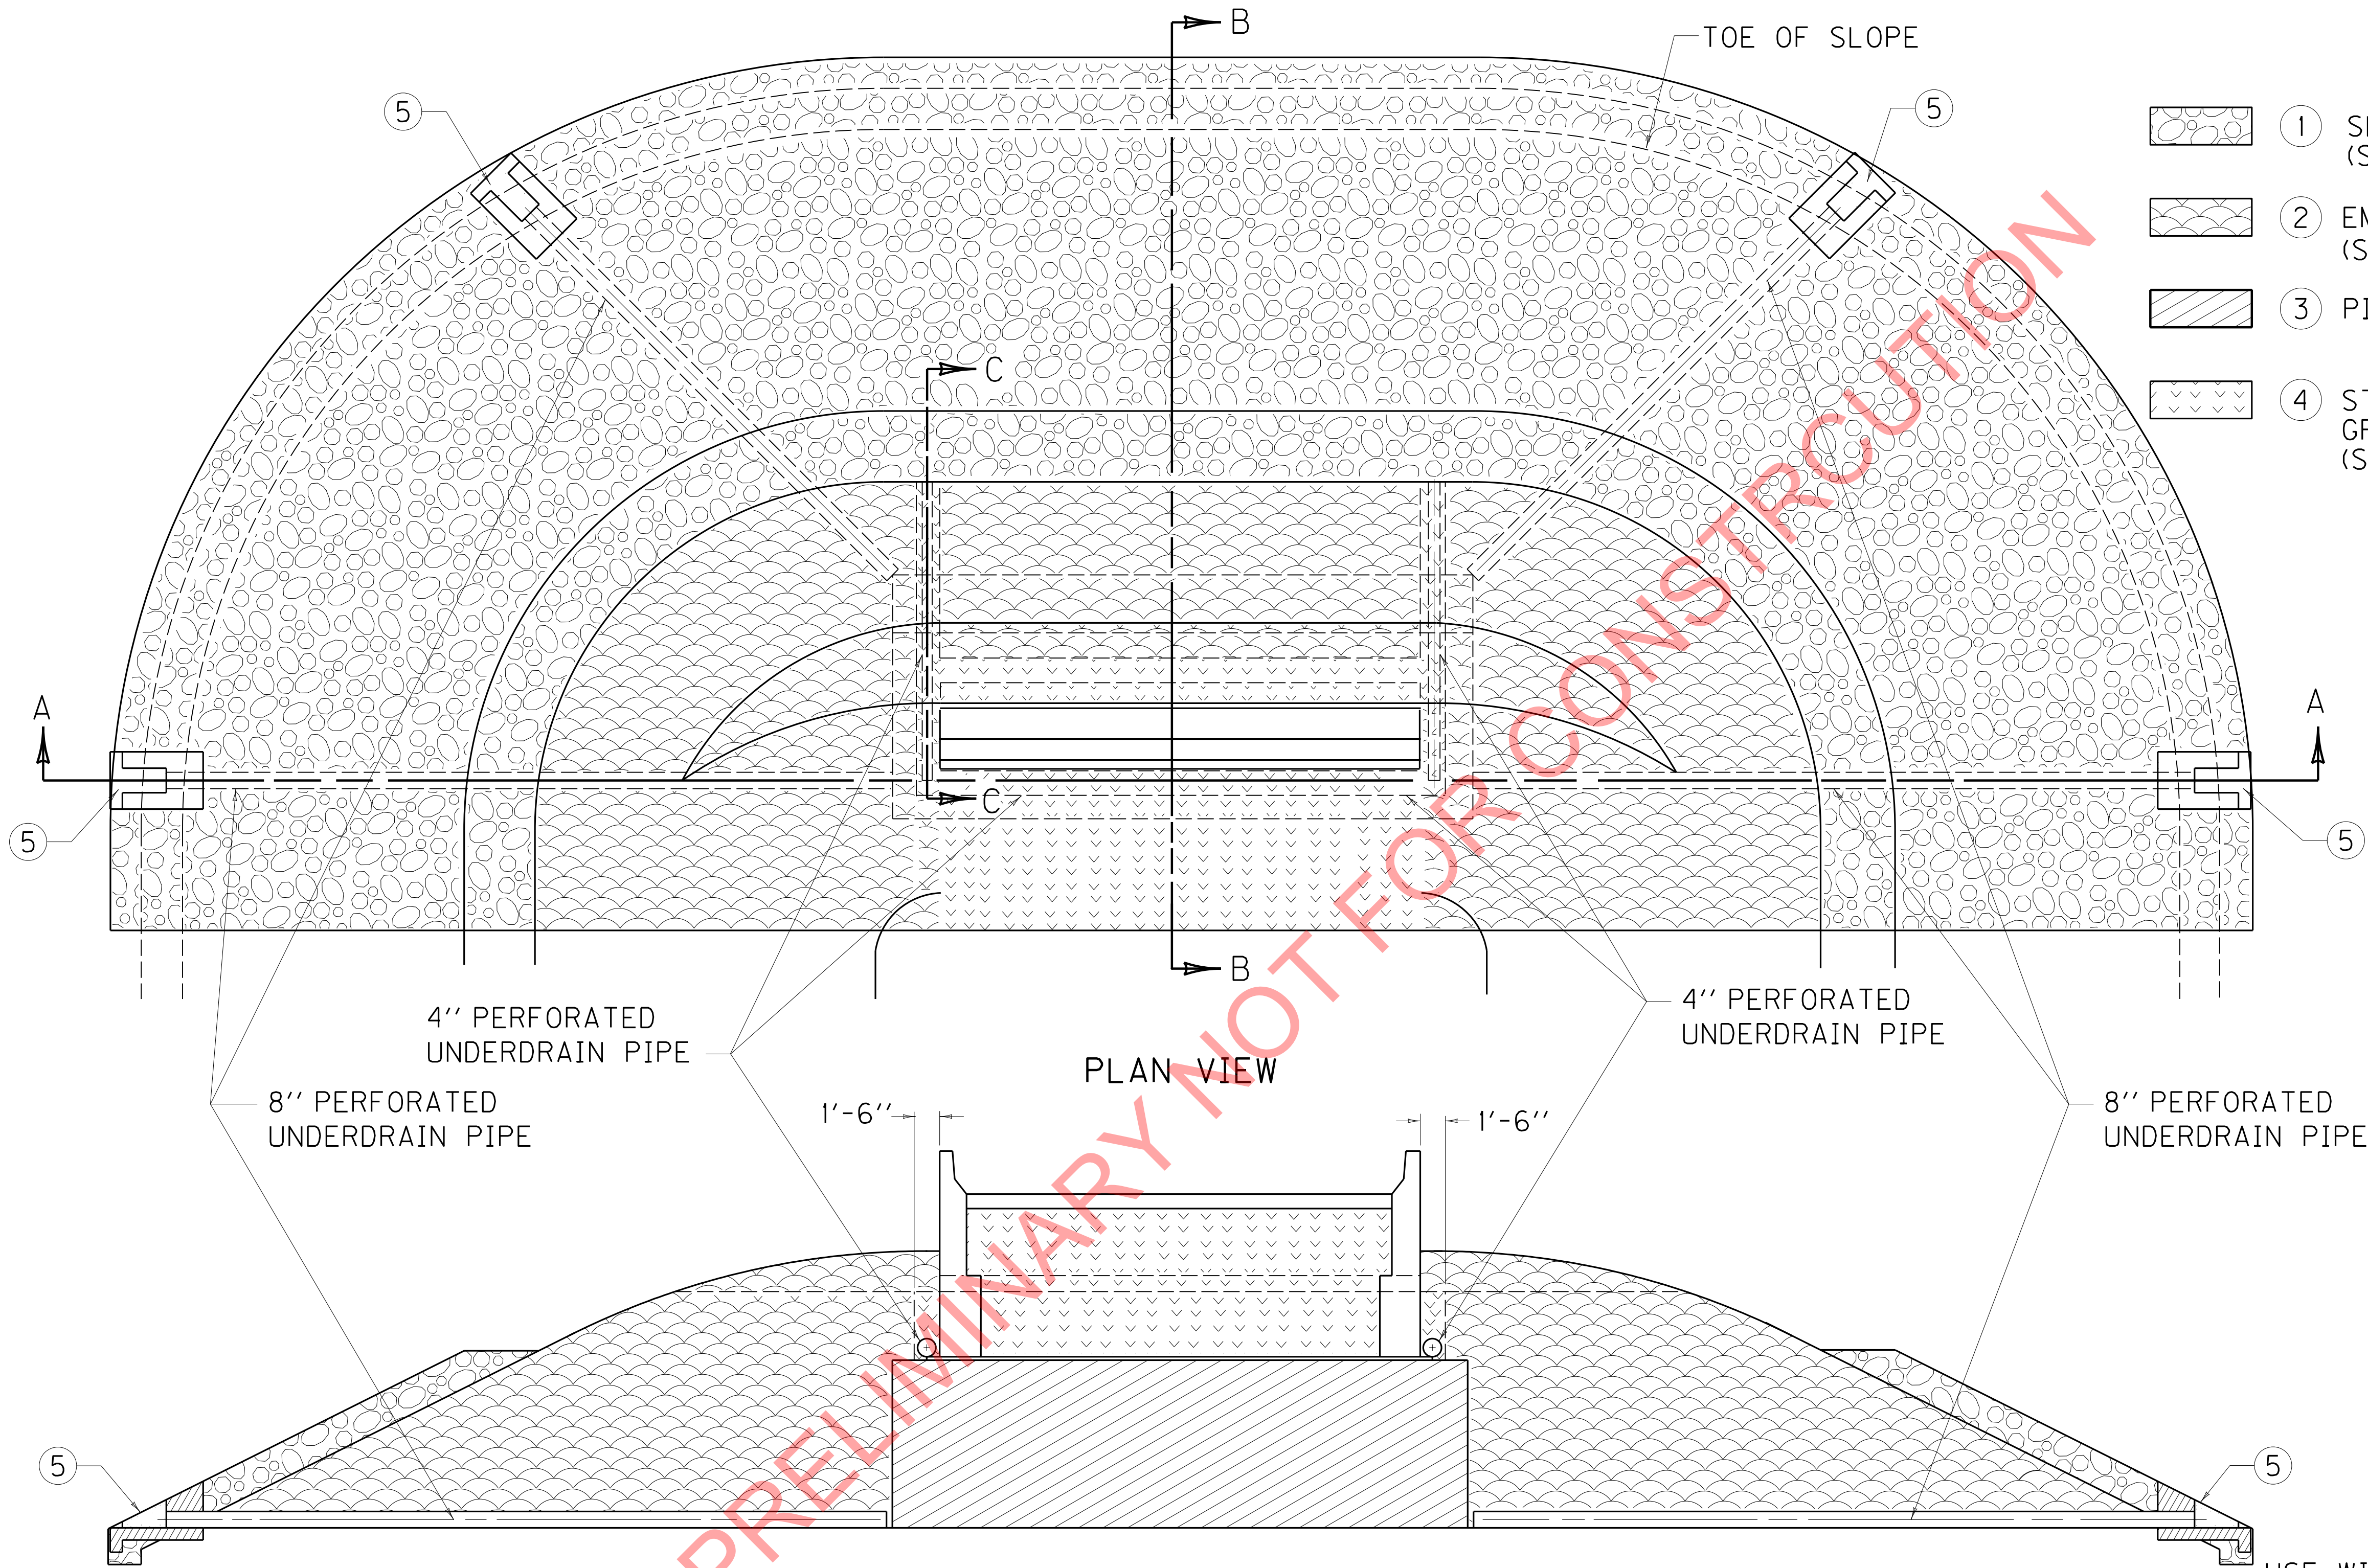 B
TOE OF SLOPE
5
5
1
2
3
4
C
A
A
C
5
5
B
4'' PERFORATED
UNDERDRAIN PIPE
4'' PERFORATED
UNDERDRAIN PIPE
PLAN VIEW
8'' PERFORATED
UNDERDRAIN PIPE
1'-6''
1'-6''
8'' PERFORATED
UNDERDRAIN PIPE
5
5
PRELIMINARY NOT FOR CONSTRCUTION